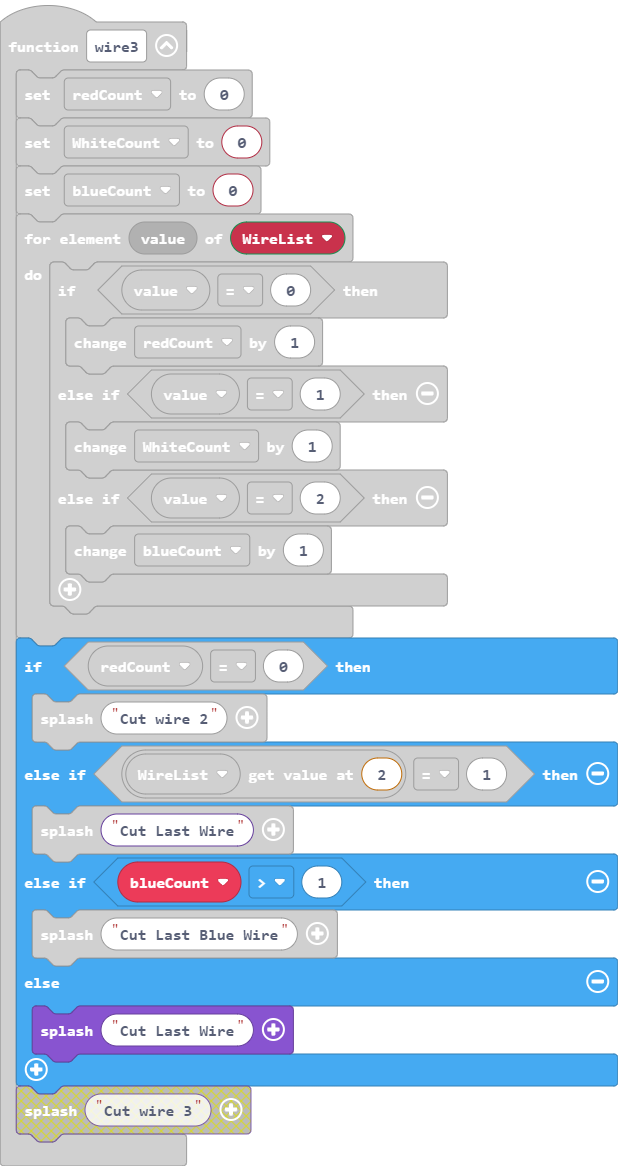 function wire3
set redCount to 0
set WhiteCount to 0
set blueCount to 0
for element value of WireList
do
if value = 0 then
change redCount by 1
else if value = 1 then
change WhiteCount by 1
else if value = 2 then
change blueCount by 1
if redCount = 0 then
splash "Cut wire 2"
else if WireList get value at 2 = 1 then
splash "Cut Last Wire"
else if blueCount > 1 then
splash "Cut Last Blue Wire"
else
splash "Cut Last Wire"
splash "Cut wire 3"